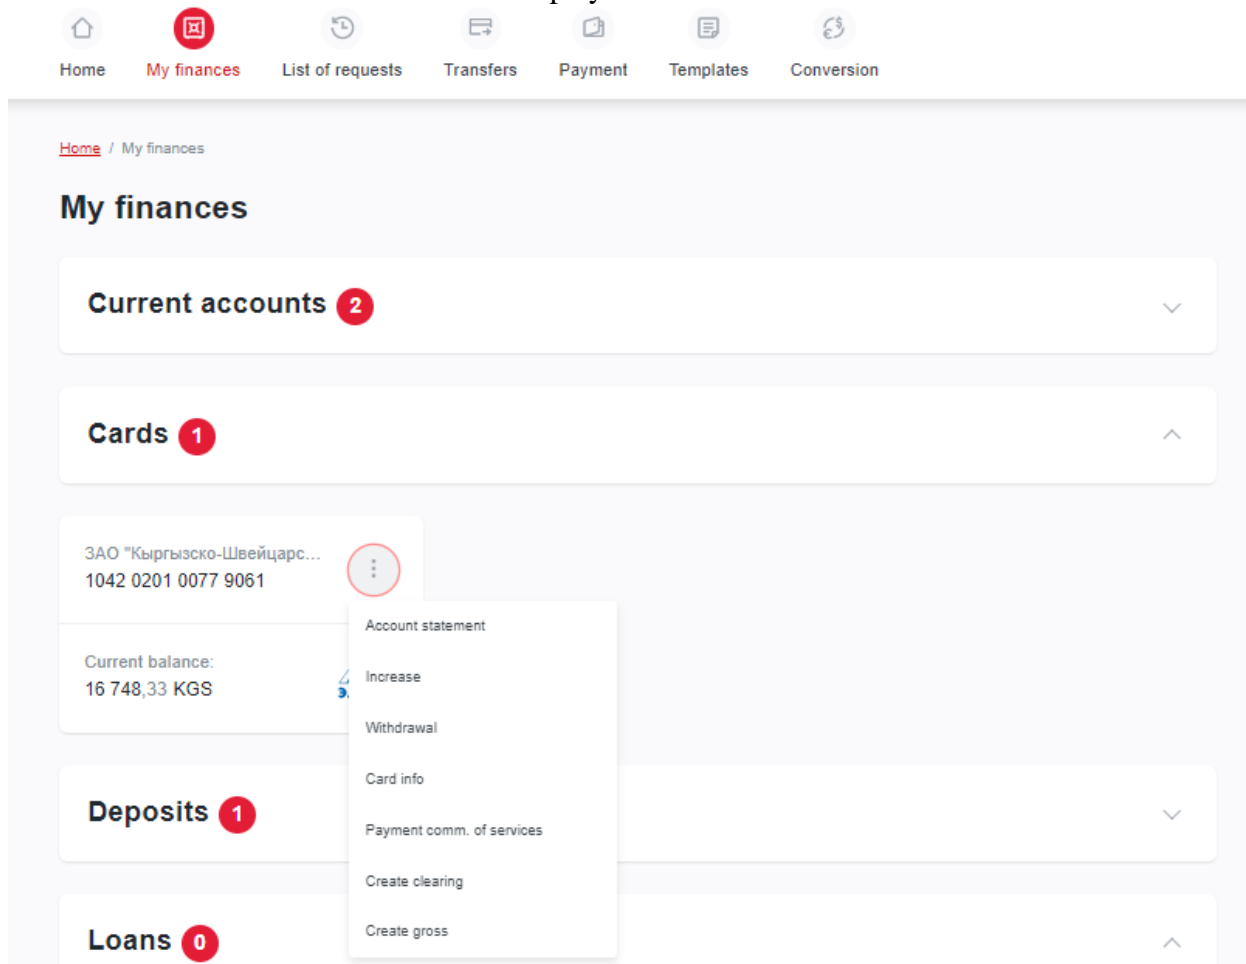 Home My finances List of requests Transfers Payment Templates Conversion
Home / My finances
My finances
Current accounts 2
Cards 1
ЗАО "Кыргызско-Швейцарс...
1042 0201 0077 9061
Account statement
Current balance:
16 748,33 KGS
Increase
Withdrawal
Card info
Deposits 1
Payment comm. of services
Create clearing
Create gross
Loans 0